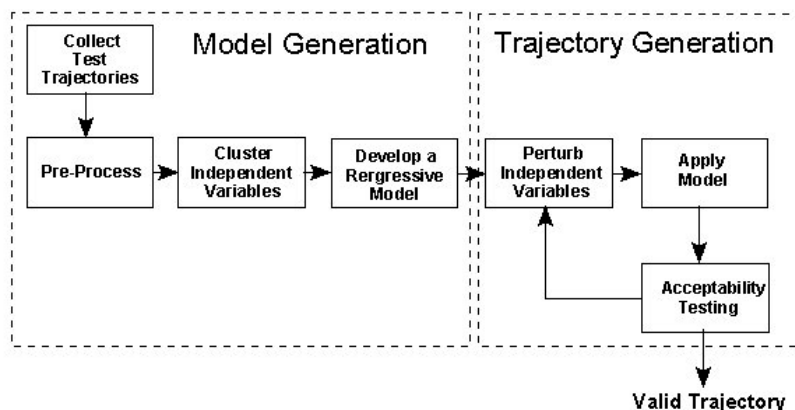 Model Generation
Trajectory Generation
Collect
Test
Trajectories
Pre-Process
Cluster
Independent
Variables
Develop a
Rergressive
Model
Perturb
Independent
Variables
Apply
Model
Acceptability
Testing
Valid Trajectory